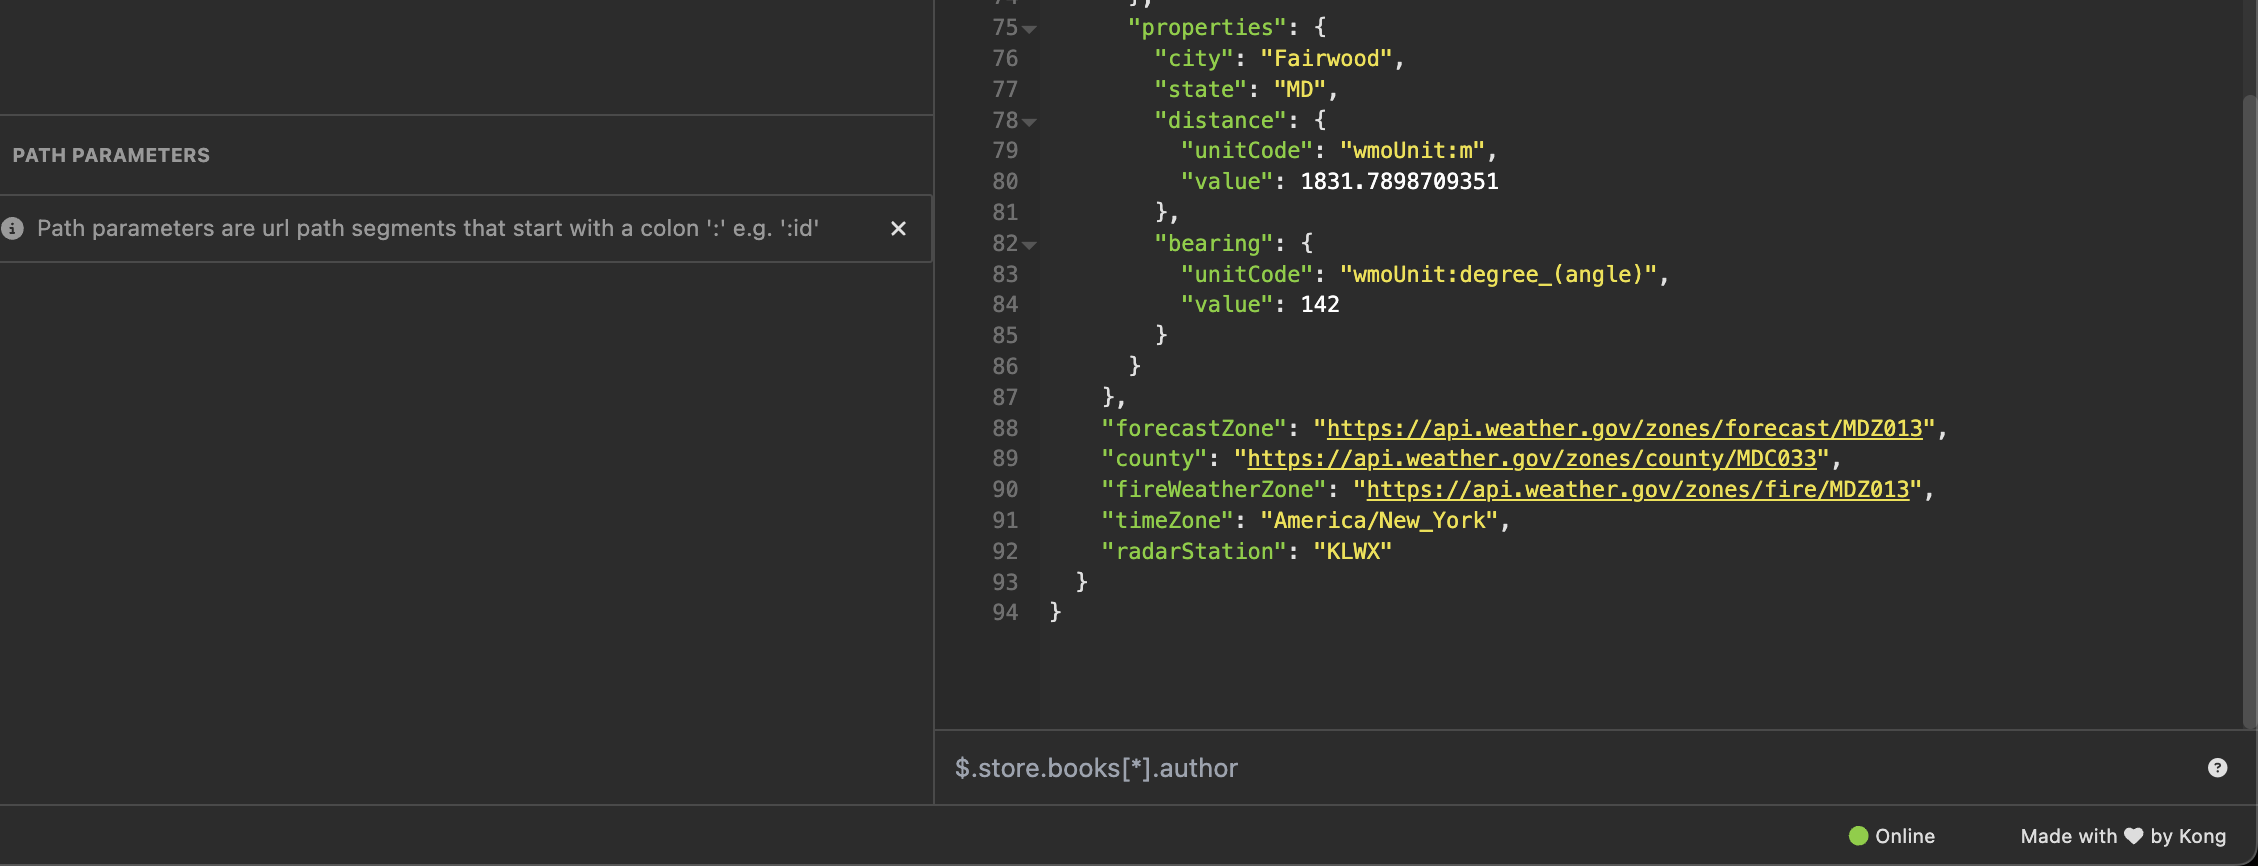 PATH PARAMETERS
Path parameters are url path segments that start with a colon ':' e.g. ':id'
74 },
75 "properties": {
76 "city": "Fairwood",
77 "state": "MD",
78 "distance": {
79 "unitCode": "wmoUnit:m",
80 "value": 1831.7898709351
81 },
82 "bearing": {
83 "unitCode": "wmoUnit:degree_(angle)",
84 "value": 142
85 }
86 }
87 },
88 "forecastZone": "https://api.weather.gov/zones/forecast/MDZ013",
89 "county": "https://api.weather.gov/zones/county/MDC033",
90 "fireWeatherZone": "https://api.weather.gov/zones/fire/MDZ013",
91 "timeZone": "America/New_York",
92 "radarStation": "KLWX"
93 }
94 }
$.store.books[*].author
Online
Made with ♥ by Kong